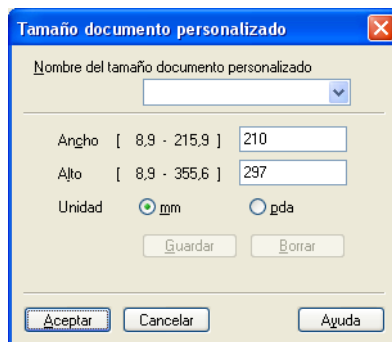 Tamaño documento personalizado
Nombre del tamaño documento personalizado
Ancho [ 8,9 - 215,9 ] 210
Alto [ 8,9 - 355,6 ] 297
Unidad mm pda
Guardar Borrar
Aceptar Cancelar Ayuda